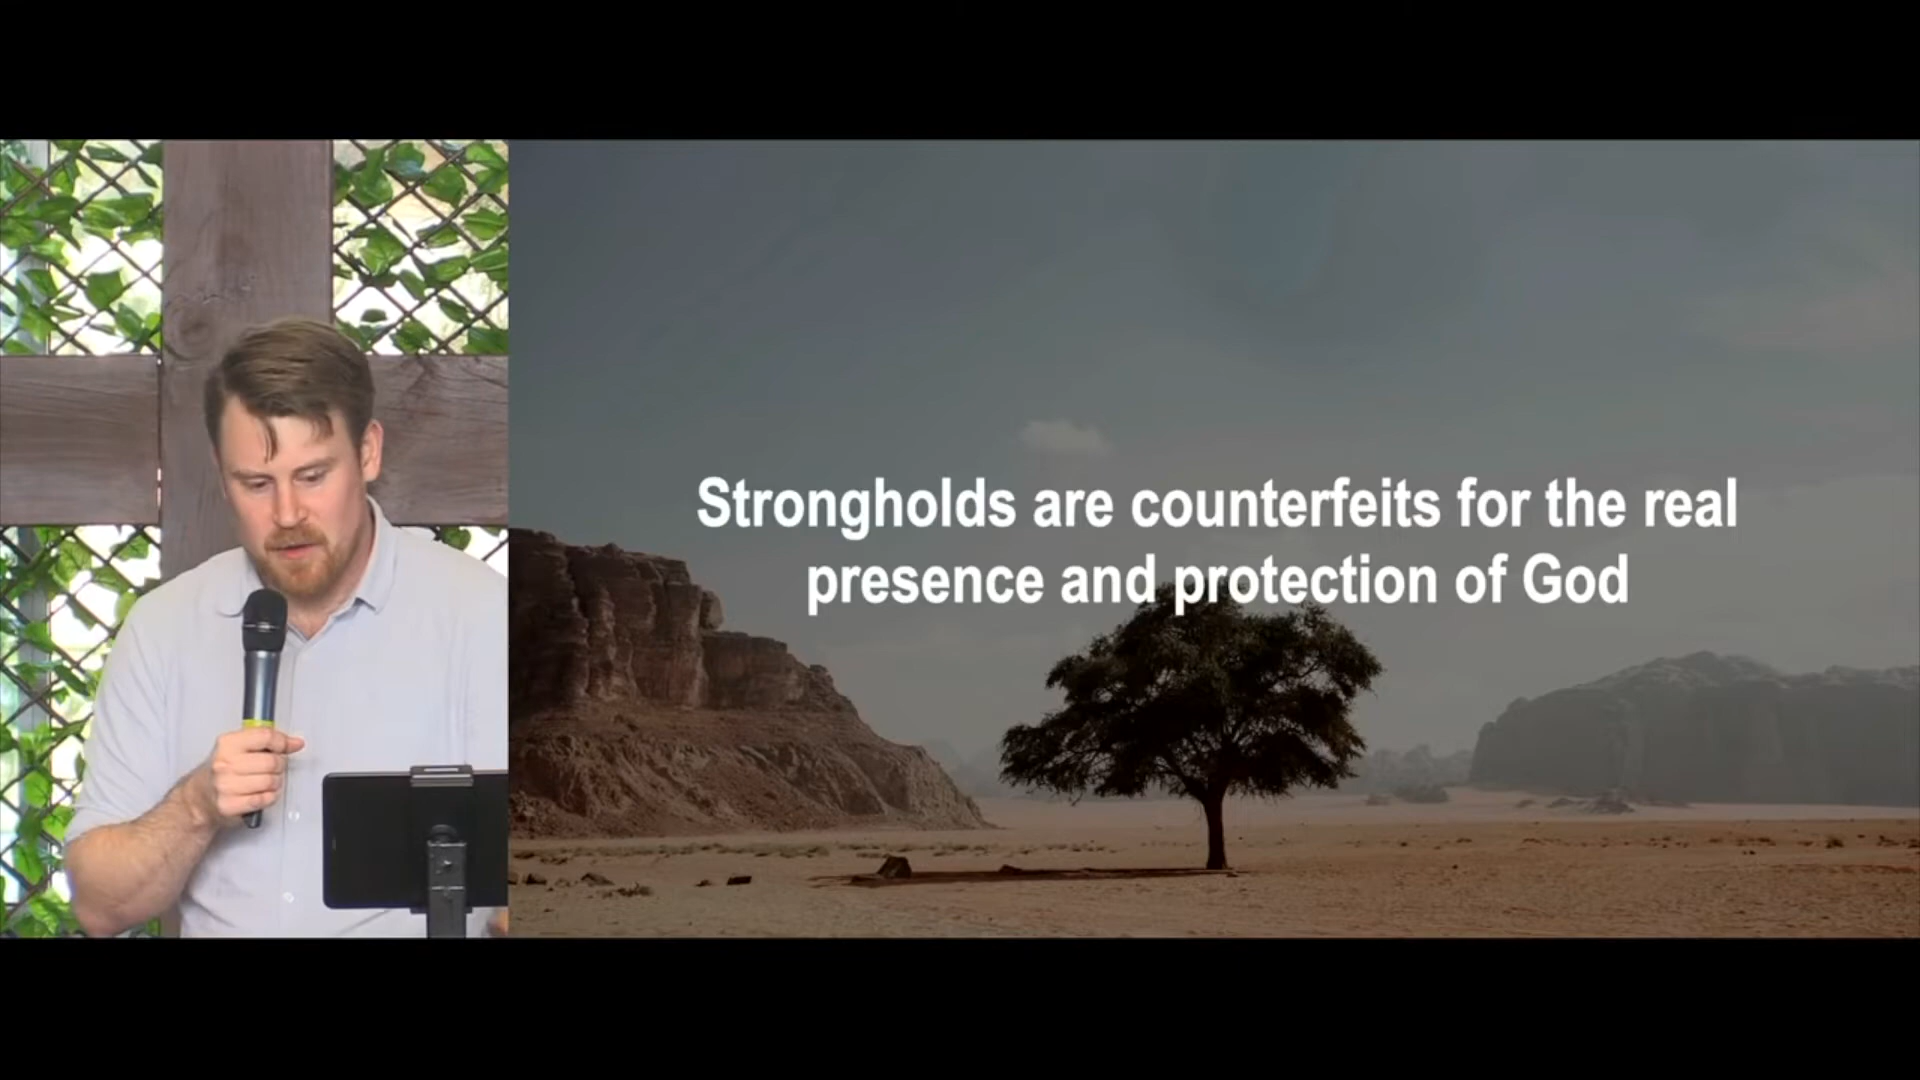 Strongholds are counterfeits for the real
presence and protection of God